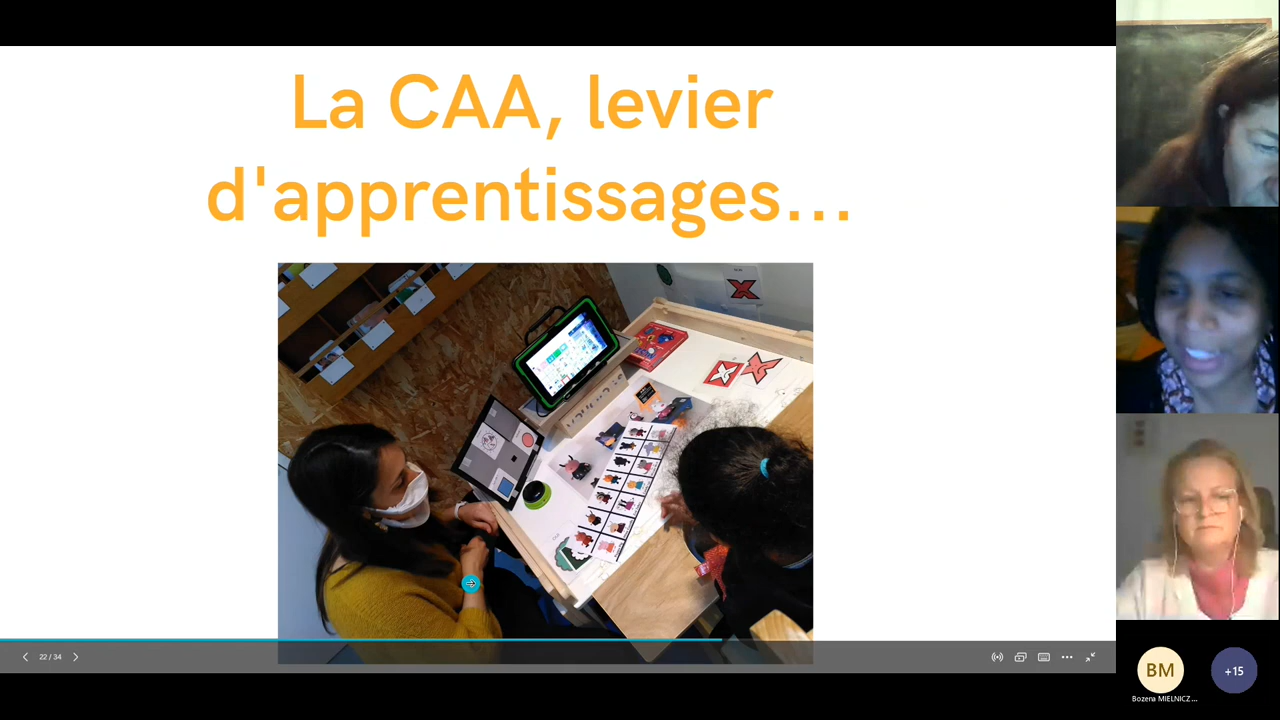 La CAA, levier
d'apprentissages...
22 / 34
BM
+15
Bozena MIELNICZ...